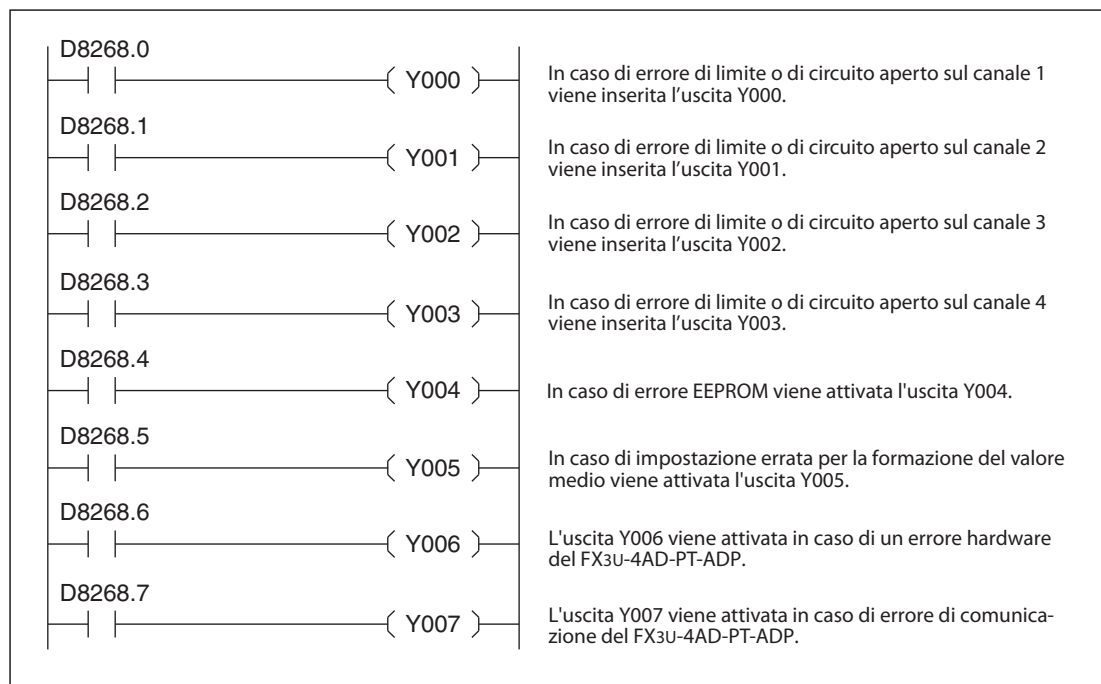 D8268.0
Y000
In caso di errore di limite o di circuito aperto sul canale 1
viene inserita l’uscita Y000.
D8268.1
Y001
In caso di errore di limite o di circuito aperto sul canale 2
viene inserita l’uscita Y001.
D8268.2
Y002
In caso di errore di limite o di circuito aperto sul canale 3
viene inserita l’uscita Y002.
D8268.3
Y003
In caso di errore di limite o di circuito aperto sul canale 4
viene inserita l’uscita Y003.
D8268.4
Y004
In caso di errore EEPROM viene attivata l'uscita Y004.
D8268.5
Y005
In caso di impostazione errata per la formazione del valore
medio viene attivata l'uscita Y005.
D8268.6
Y006
L'uscita Y006 viene attivata in caso di un errore hardware
del FX3U-4AD-PT-ADP.
D8268.7
Y007
L'uscita Y007 viene attivata in caso di errore di comunica-
zione del FX3U-4AD-PT-ADP.